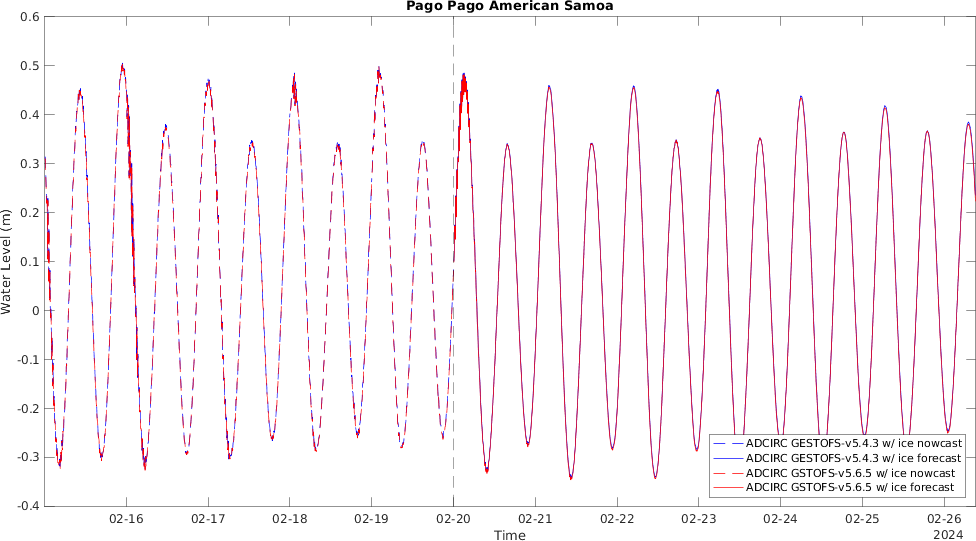 Pago Pago American Samoa
0.6
0.5
0.4
0.3
0.2
0.1
0
-0.1
-0.2
-0.3
-0.4
Water Level (m)
ADCIRC GESTOFS-v5.4.3 w/ ice nowcast
ADCIRC GESTOFS-v5.4.3 w/ ice forecast
ADCIRC GSTOFS-v5.6.5 w/ ice nowcast
ADCIRC GSTOFS-v5.6.5 w/ ice forecast
02-16 02-17 02-18 02-19 02-20 02-21 02-22 02-23 02-24 02-25 02-26
Time 2024